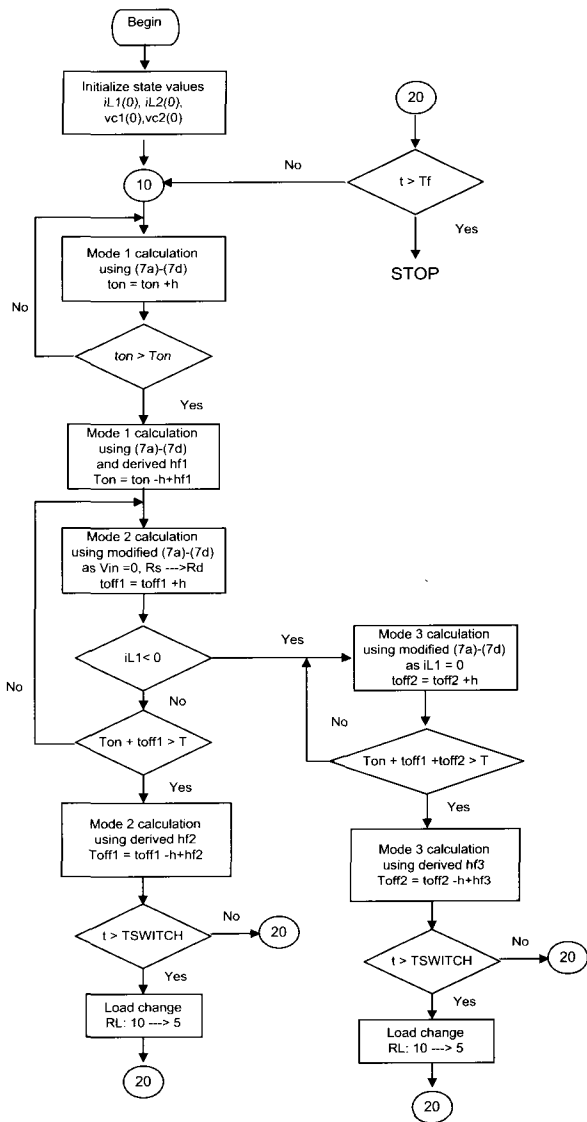 Begin
Initialize state values
iL1(0), iL2(0),
vc1(0),vc2(0)
20
10
No
t > Tf
Yes
STOP
Mode 1 calculation
using (7a)-(7d)
ton = ton +h
No
ton > Ton
Yes
Mode 1 calculation
using (7a)-(7d)
and derived hf1
Ton = ton -h+hf1
Mode 2 calculation
using modified (7a)-(7d)
as Vin =0, Rs --->Rd
toff1 = toff1 +h
iL1< 0
Yes
No
No
Ton + toff1 > T
Yes
Mode 2 calculation
using derived hf2
Toff1 = toff1 -h+hf2
t > TSWITCH
No
20
Yes
Load change
RL: 10 ---> 5
20
Mode 3 calculation
using modified (7a)-(7d)
as iL1 = 0
toff2 = toff2 +h
No
Ton + toff1 +toff2 > T
Yes
Mode 3 calculation
using derived hf3
Toff2 = toff2 -h+hf3
t > TSWITCH
No
20
Yes
Load change
RL: 10 ---> 5
20